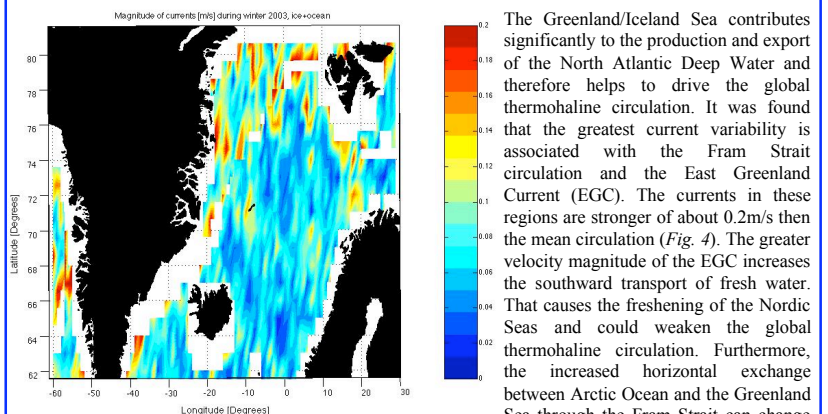 Magnitude of currents [m/s] during winter 2003, ice+ocean
80
78
76
74
72
70
68
66
64
62
Latitude [Degrees]
-60
-50
-40
-30
-20
-10
0
10
20
30
Longitude [Degrees]
0.2
0.18
0.16
0.14
0.12
0.1
0.08
0.06
0.04
0.02
0
The Greenland/Iceland Sea contributes
significantly to the production and export
of the North Atlantic Deep Water and
therefore helps to drive the global
thermohaline circulation. It was found
that the greatest current variability is
associated with the Fram Strait
circulation and the East Greenland
Current (EGC). The currents in these
regions are stronger of about 0.2m/s then
the mean circulation (Fig. 4). The greater
velocity magnitude of the EGC increases
the southward transport of fresh water.
That causes the freshening of the Nordic
Seas and could weaken the global
thermohaline circulation. Furthermore,
the increased horizontal exchange
between Arctic Ocean and the Greenland
Sea through the Fram Strait can change